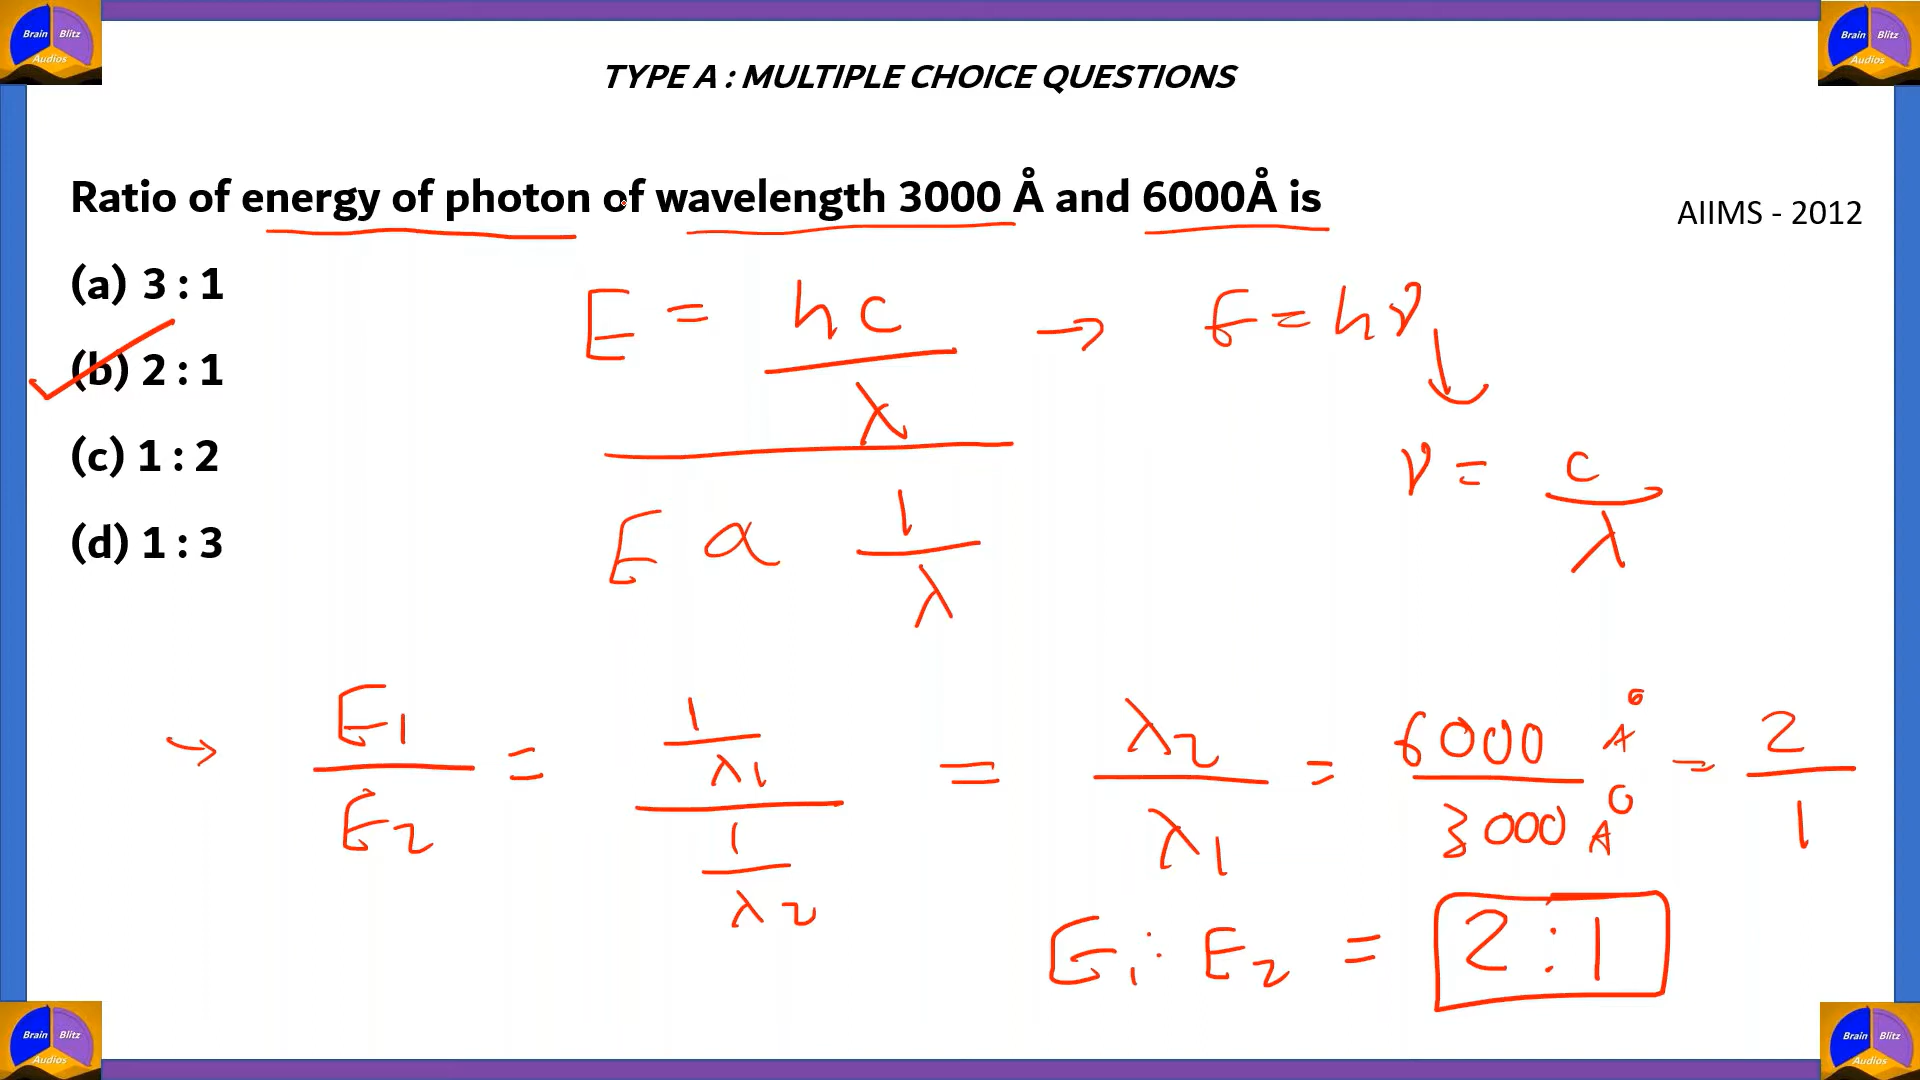 Brain Blitz
Audios
Brain Blitz
Audios
TYPE A : MULTIPLE CHOICE QUESTIONS
Ratio of energy of photon of wavelength 3000 Å and 6000Å is
AIIMS - 2012
(a) 3 : 1
(b) 2 : 1
(c) 1 : 2
(d) 1 : 3
E = hc/λ → E = hν
ν = c/λ
E α 1/λ
→ E1/E2 = (1/λ1)/(1/λ2) = λ2/λ1 = 6000 A°/3000 A° = 2/1
E1 : E2 = 2 : 1
Brain Blitz
Audios
Brain Blitz
Audios